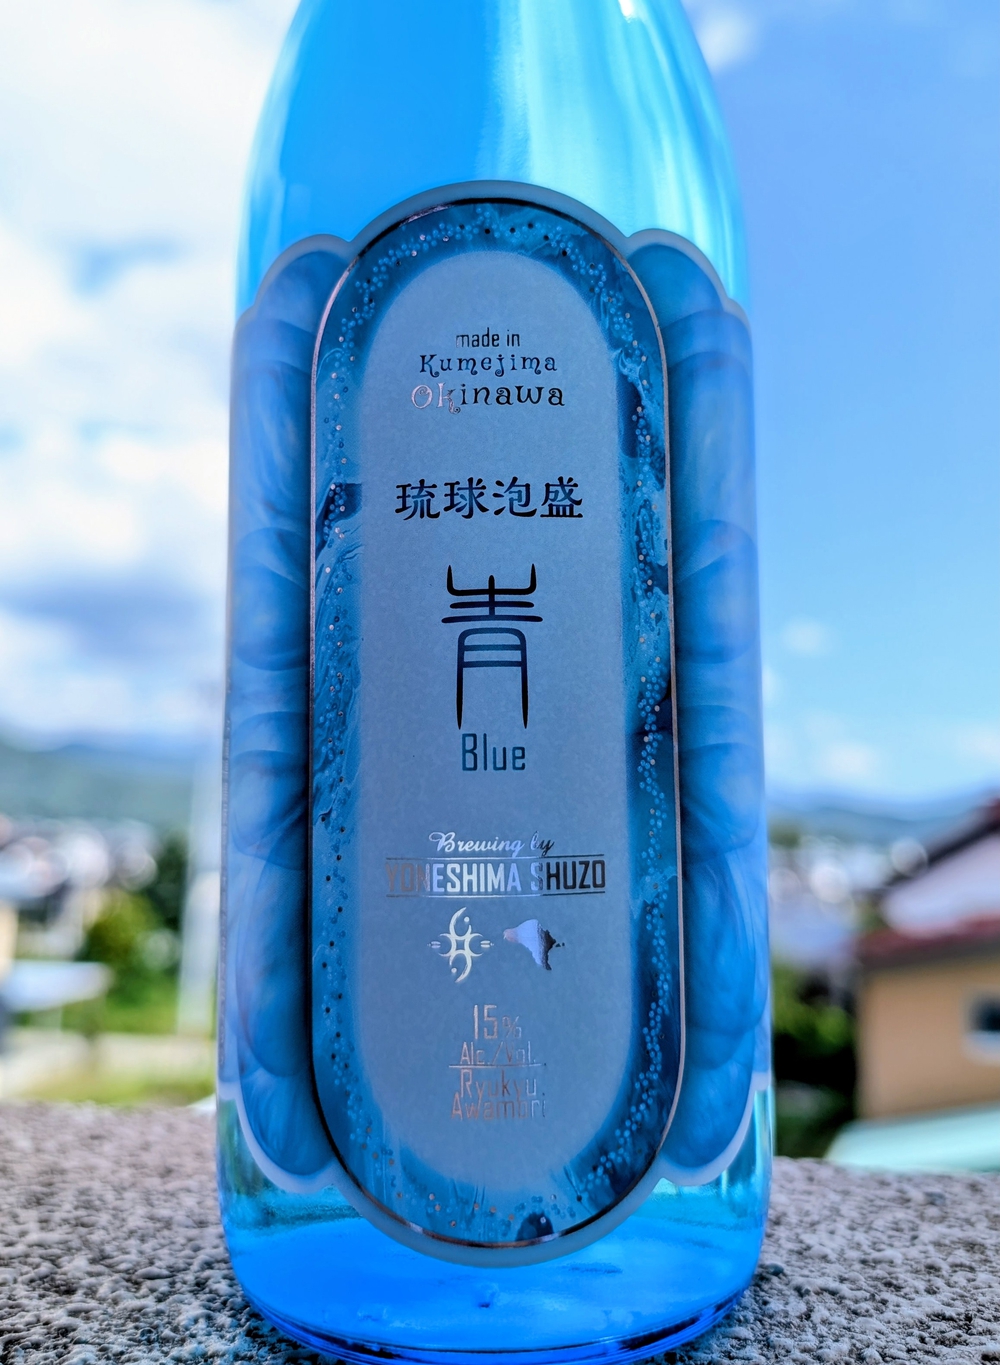 made in
Kumejima
Okinawa
琉球泡盛
青
Blue
Brewing by
YONESHIMA SHUZO
15%
Alc./Vol.
Ryukyu
Awamori